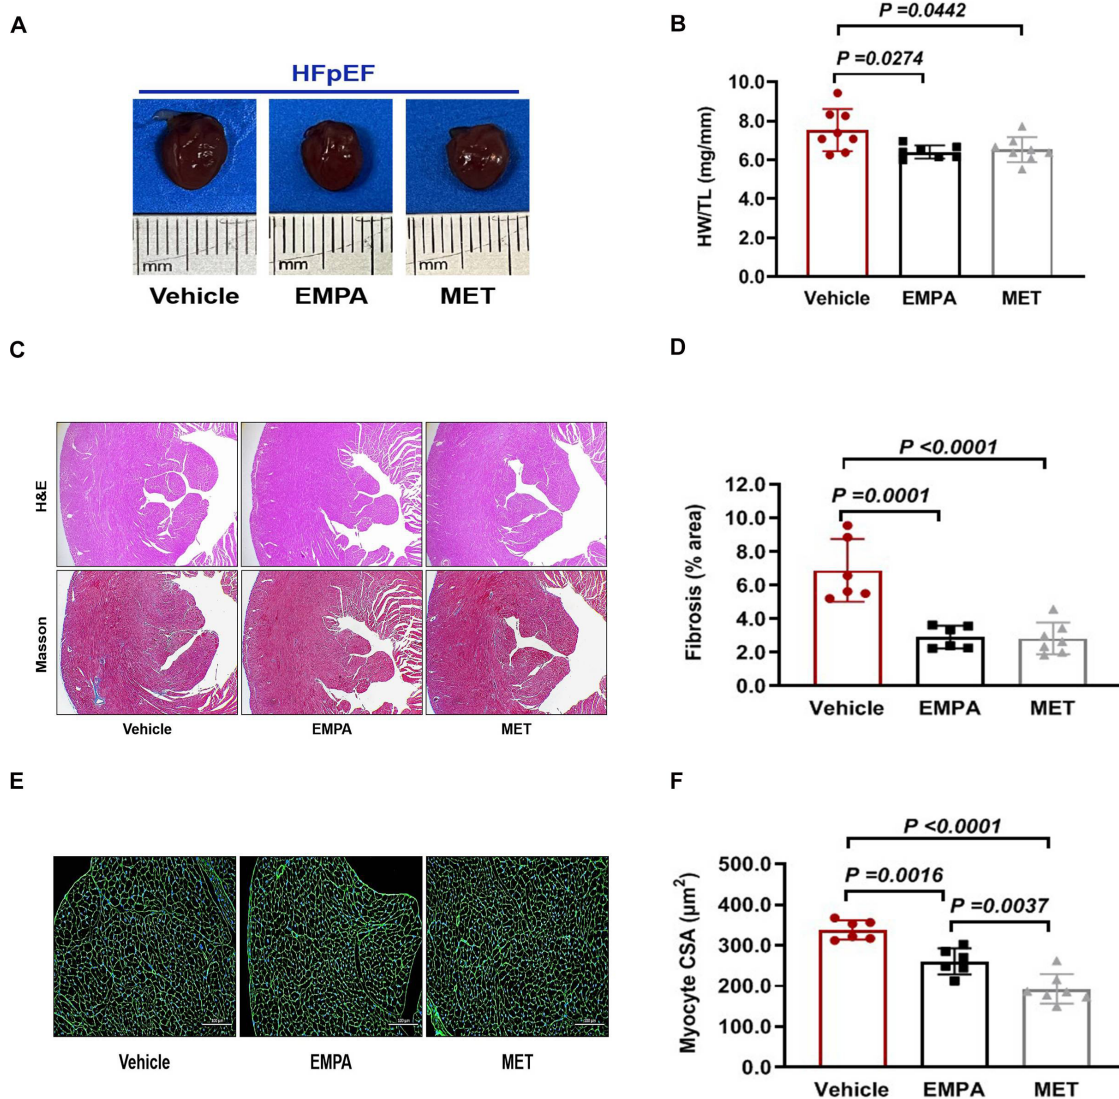 A
HFpEF
mm
mm
mm
Vehicle
EMPA
MET
B
P =0.0442
P =0.0274
HW/TL (mg/mm)
10.0
8.0
6.0
4.0
2.0
0.0
Vehicle
EMPA
MET
C
H&E
Masson
Vehicle
EMPA
MET
D
P <0.0001
P =0.0001
Fibrosis (% area)
12.0
10.0
8.0
6.0
4.0
2.0
0.0
Vehicle
EMPA
MET
E
100 µm
100 µm
Vehicle
EMPA
MET
F
P <0.0001
P =0.0016
P =0.0037
Myocyte CSA (µm²)
500.0
400.0
300.0
200.0
100.0
0.0
Vehicle
EMPA
MET